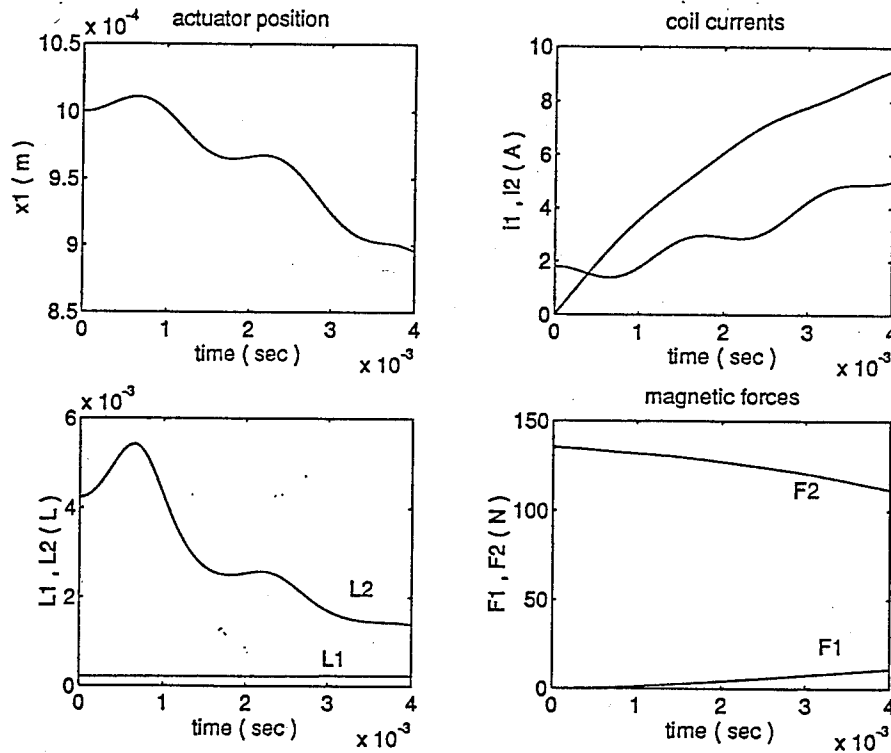 actuator position
x 10^-4
10.5
10
9.5
9
8.5
x1 ( m )
0 1 2 3 4
time ( sec )
x 10^-3
coil currents
10
8
6
4
2
0
i1 , i2 ( A )
0 1 2 3 4
time ( sec )
x 10^-3
x 10^-3
6
4
2
0
L1 , L2 ( L )
L2
L1
0 1 2 3 4
time ( sec )
x 10^-3
magnetic forces
150
100
50
0
F1 , F2 ( N )
F2
F1
0 1 2 3 4
time ( sec )
x 10^-3